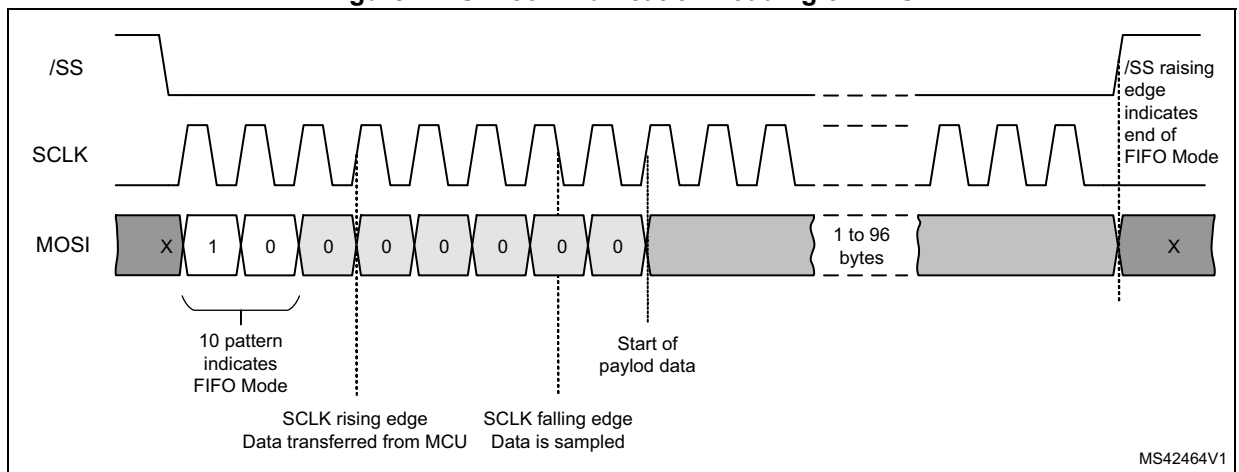 /SS
/SS raising
edge
indicates
end of
FIFO Mode
SCLK
MOSI
X 1 0 0 0 0 0 0 0
1 to 96
bytes
X
10 pattern
indicates
FIFO Mode
Start of
paylod data
SCLK rising edge
Data transferred from MCU
SCLK falling edge
Data is sampled
MS42464V1